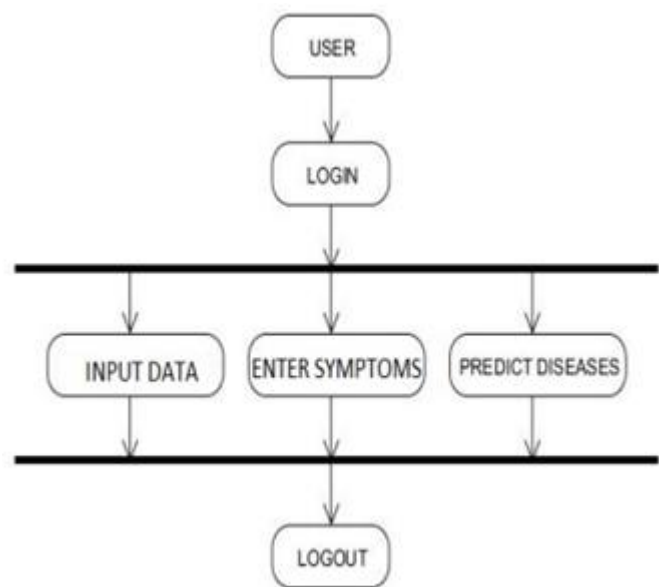 USER
LOGIN
INPUT DATA
ENTER SYMPTOMS
PREDICT DISEASES
LOGOUT